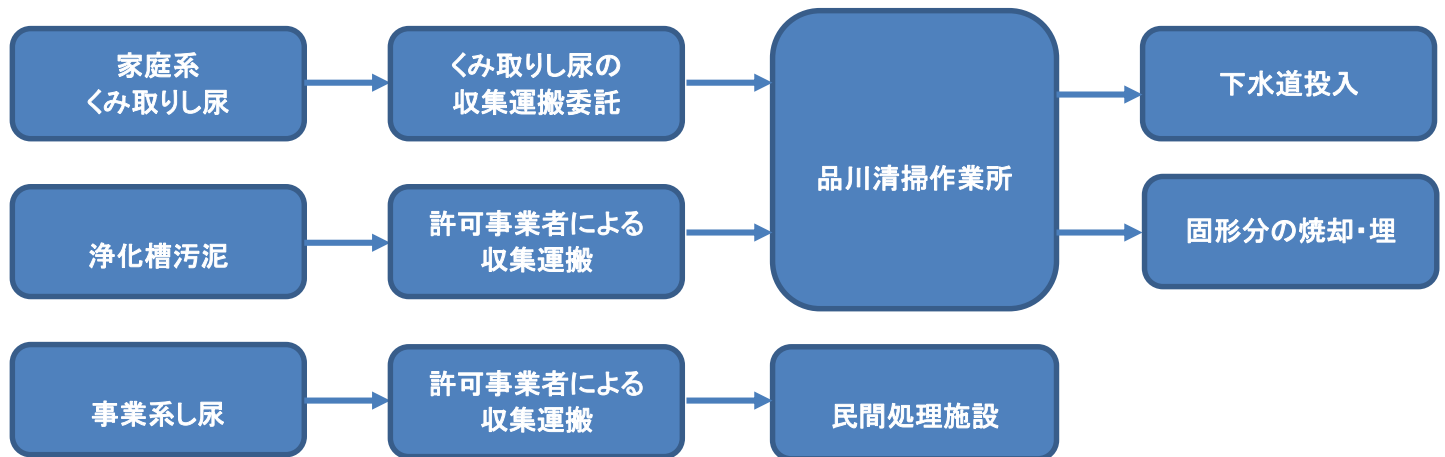 家庭系
くみ取りし尿
くみ取りし尿の
収集運搬委託
品川清掃作業所
下水道投入
浄化槽汚泥
許可事業者による
収集運搬
固形分の焼却・埋
事業系し尿
許可事業者による
収集運搬
民間処理施設